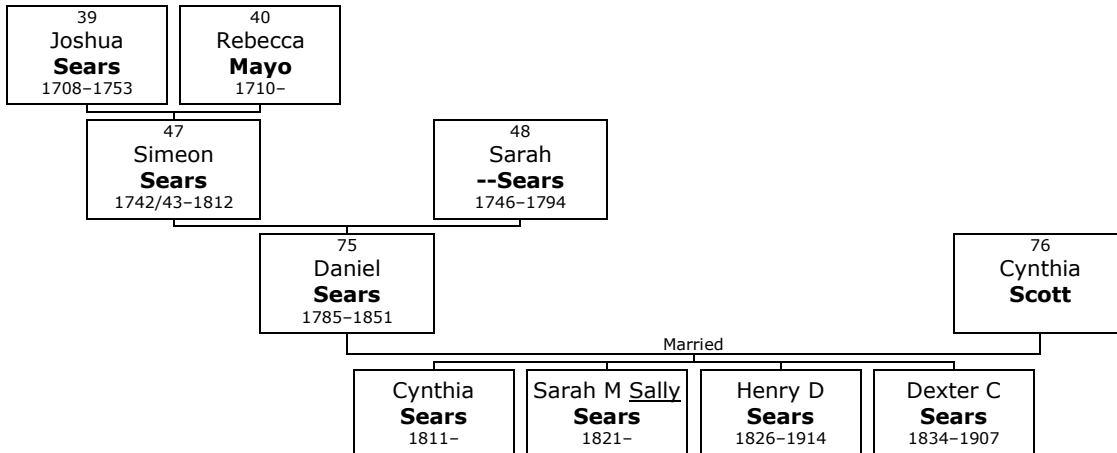 39
Joshua
Sears
1708–1753
40
Rebecca
Mayo
1710–
47
Simeon
Sears
1742/43–1812
48
Sarah
--Sears
1746–1794
75
Daniel
Sears
1785–1851
76
Cynthia
Scott
Married
Cynthia
Sears
1811–
Sarah M Sally
Sears
1821–
Henry D
Sears
1826–1914
Dexter C
Sears
1834–1907